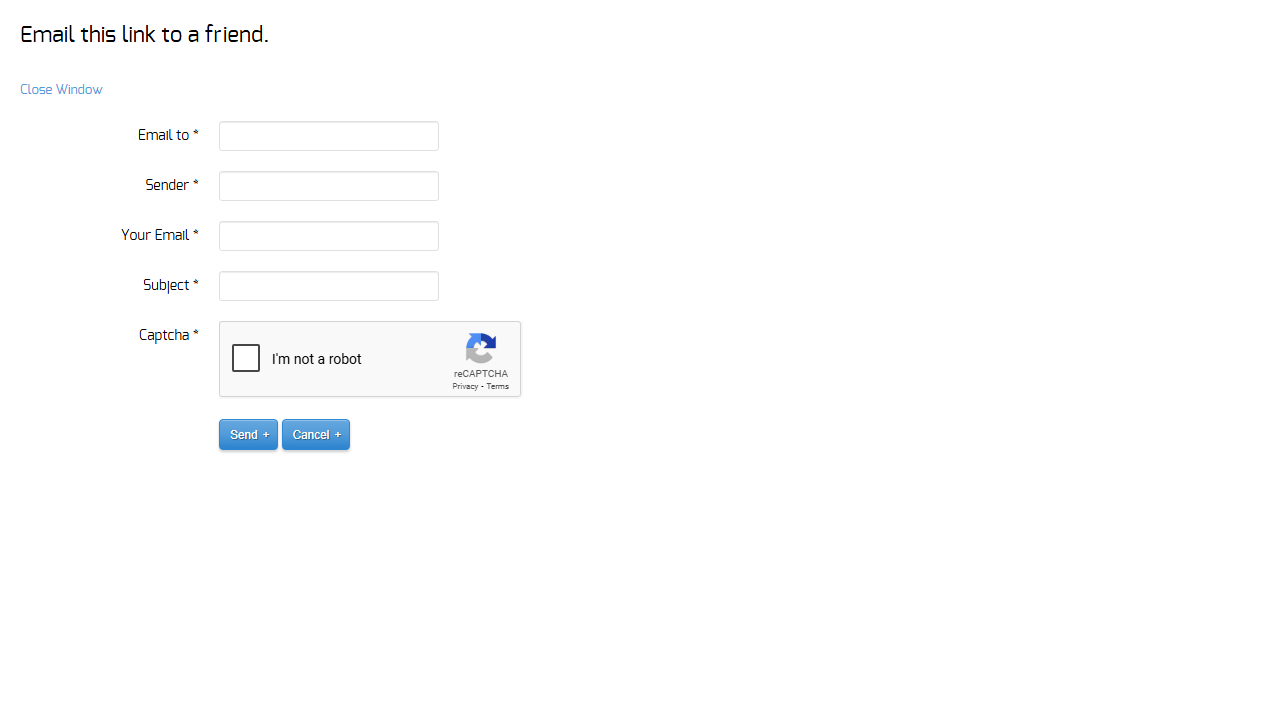 Email this link to a friend.
Close Window
Email to *
Sender *
Your Email *
Subject *
Captcha *
I'm not a robot
reCAPTCHA
Privacy - Terms
Send +
Cancel +